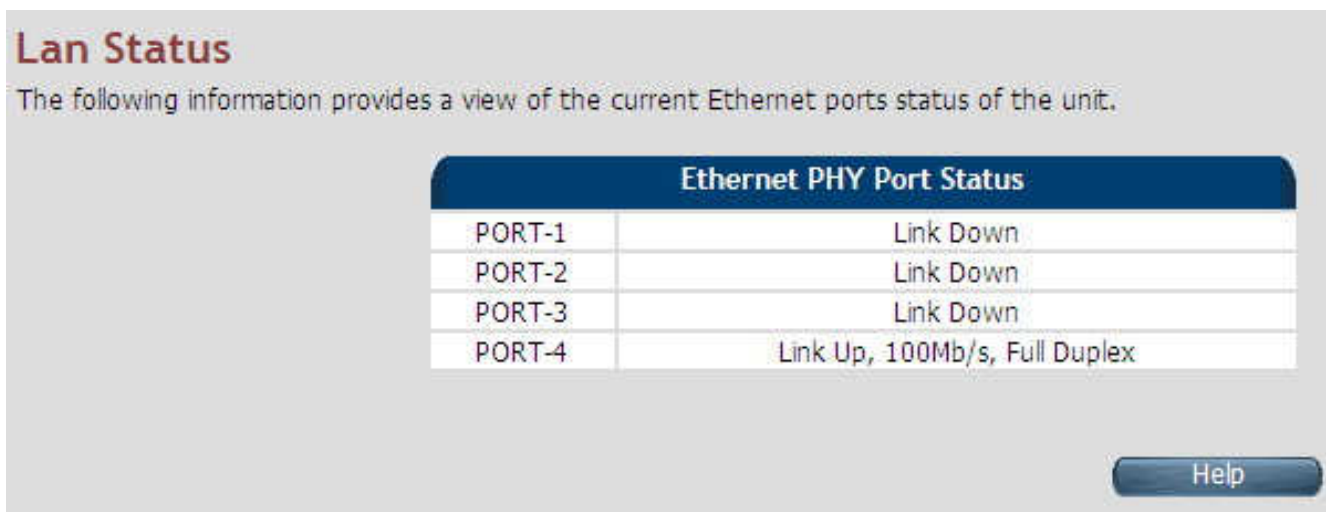 Lan Status
The following information provides a view of the current Ethernet ports status of the unit.
Ethernet PHY Port Status
PORT-1 Link Down
PORT-2 Link Down
PORT-3 Link Down
PORT-4 Link Up, 100Mb/s, Full Duplex
Help